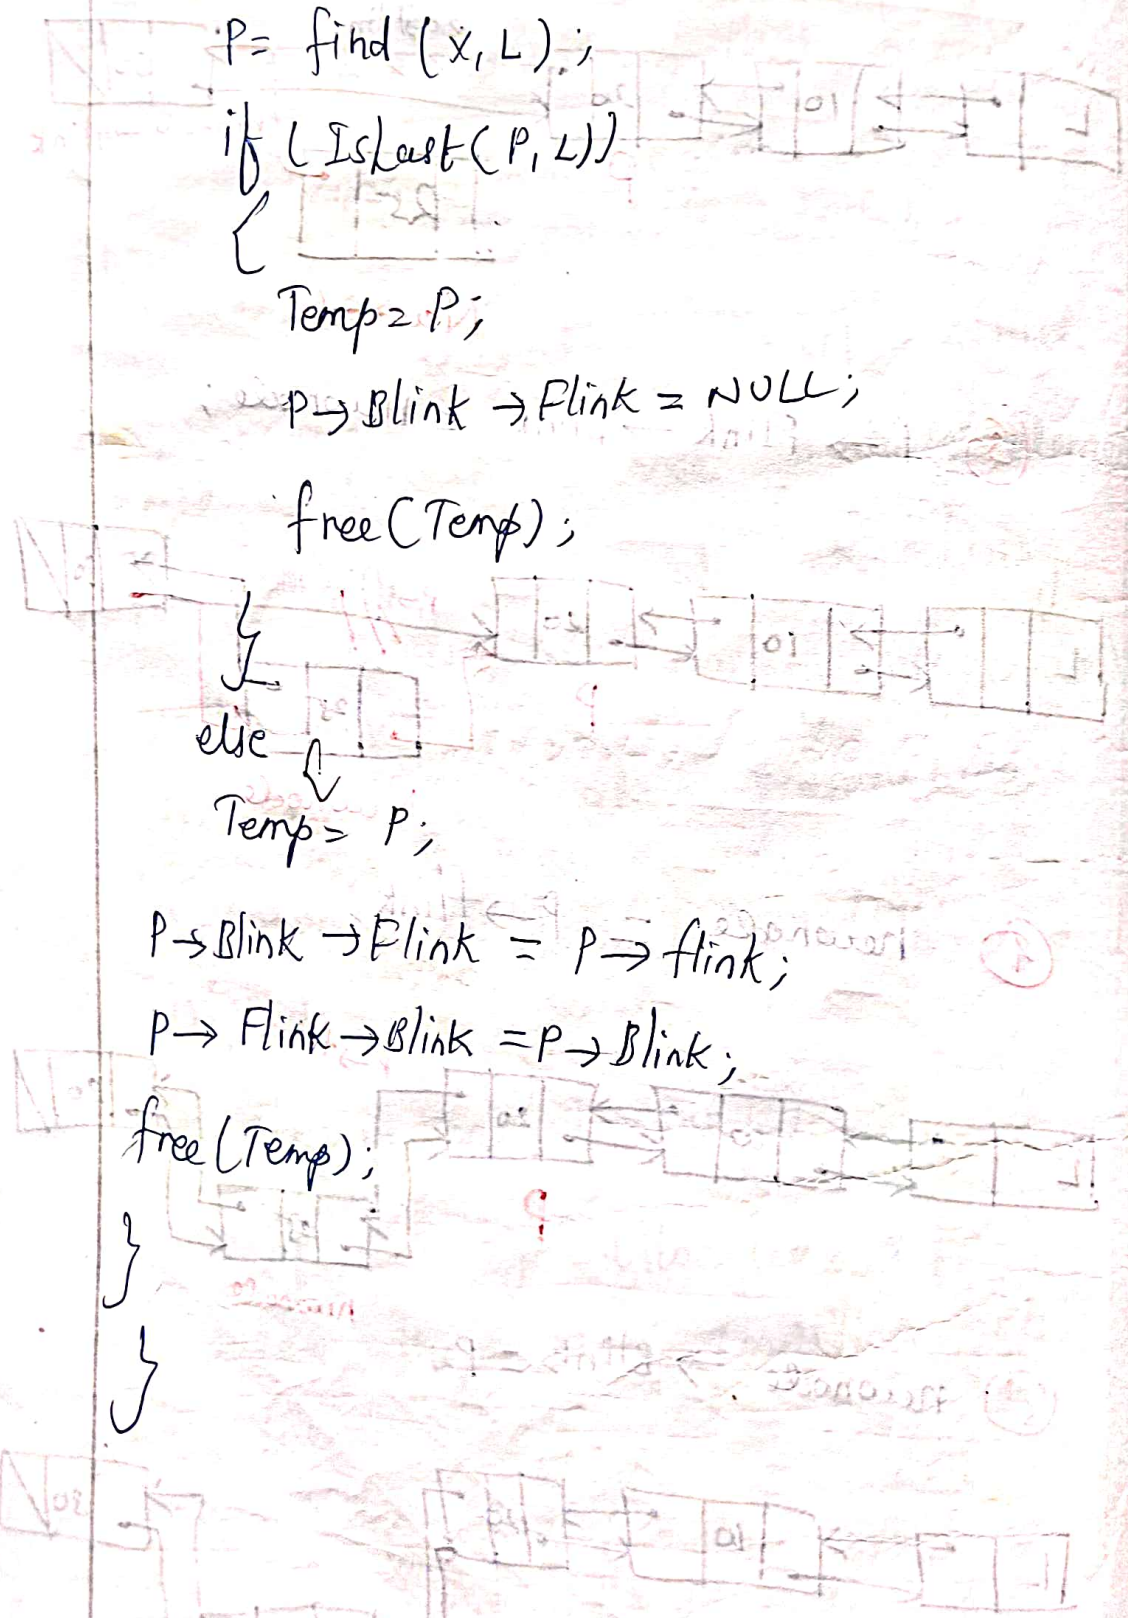 P= find (x, L);
if (IsLast(P, L))
{
Temp = P;
P→Blink→Flink = NULL;
free(Temp);
}
else {
Temp = P;
P→Blink→Flink = P→flink;
P→Flink→Blink = P→Blink;
free(Temp);
}
}